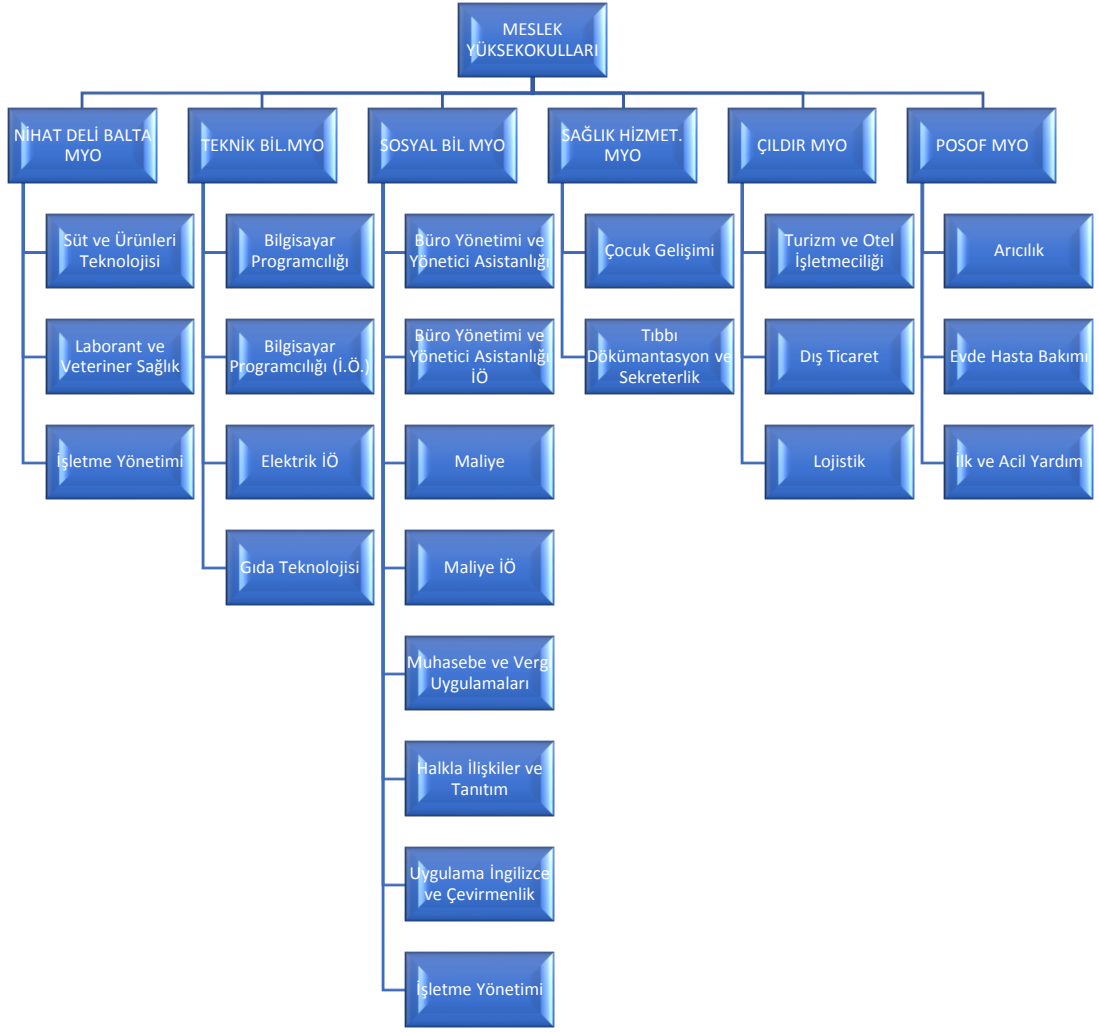 MESLEK
YÜKSEKOKULLARI
NİHAT DELİ BALTA
MYO
TEKNİK BİL.MYO
SOSYAL BİL MYO
SAĞLIK HİZMET.
MYO
ÇILDIR MYO
POSOF MYO
Süt ve Ürünleri
Teknolojisi
Laborant ve
Veteriner Sağlık
İşletme Yönetimi
Bilgisayar
Programcılığı
Bilgisayar
Programcılığı (İ.Ö.)
Elektrik İÖ
Gıda Teknolojisi
Büro Yönetimi ve
Yönetici Asistanlığı
Büro Yönetimi ve
Yönetici Asistanlığı
İÖ
Maliye
Maliye İÖ
Muhasebe ve Vergi
Uygulamaları
Halkla İlişkiler ve
Tanıtım
Uygulama İngilizce
ve Çevirmenlik
İşletme Yönetimi
Çocuk Gelişimi
Tıbbı
Dökümantasyon ve
Sekreterlik
Turizm ve Otel
İşletmeciliği
Dış Ticaret
Lojistik
Arıcılık
Evde Hasta Bakımı
İlk ve Acil Yardım